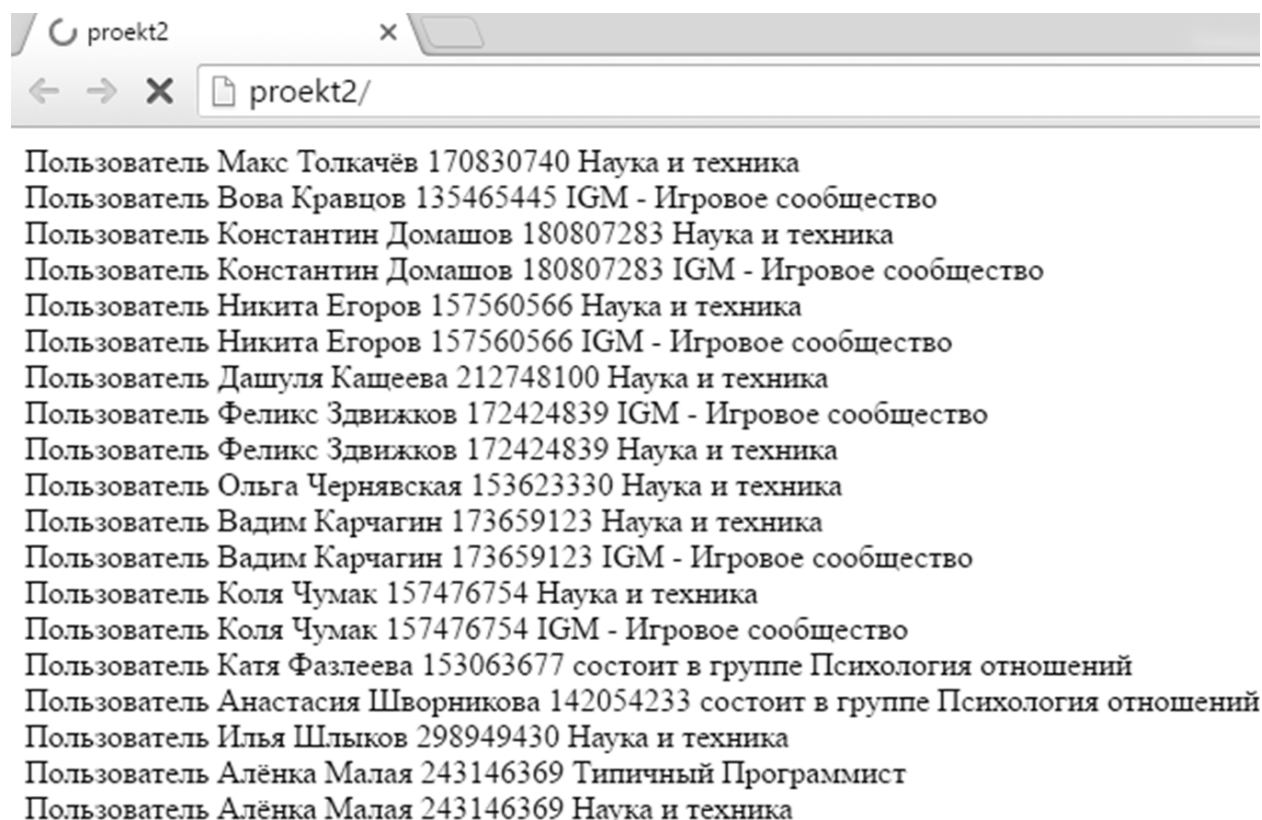 proekt2
proekt2/
Пользователь Макс Толкачёв 170830740 Наука и техника
Пользователь Вова Кравцов 135465445 IGM - Игровое сообщество
Пользователь Константин Домашов 180807283 Наука и техника
Пользователь Константин Домашов 180807283 IGM - Игровое сообщество
Пользователь Никита Егоров 157560566 Наука и техника
Пользователь Никита Егоров 157560566 IGM - Игровое сообщество
Пользователь Дашуля Кащеева 212748100 Наука и техника
Пользователь Феликс Здвижков 172424839 IGM - Игровое сообщество
Пользователь Феликс Здвижков 172424839 Наука и техника
Пользователь Ольга Чернявская 153623330 Наука и техника
Пользователь Вадим Карчагин 173659123 Наука и техника
Пользователь Вадим Карчагин 173659123 IGM - Игровое сообщество
Пользователь Коля Чумак 157476754 Наука и техника
Пользователь Коля Чумак 157476754 IGM - Игровое сообщество
Пользователь Катя Фазлеева 153063677 состоит в группе Психология отношений
Пользователь Анастасия Шворникова 142054233 состоит в группе Психология отношений
Пользователь Илья Шлыков 298949430 Наука и техника
Пользователь Алёнка Малая 243146369 Типичный Программист
Пользователь Алёнка Малая 243146369 Наука и техника